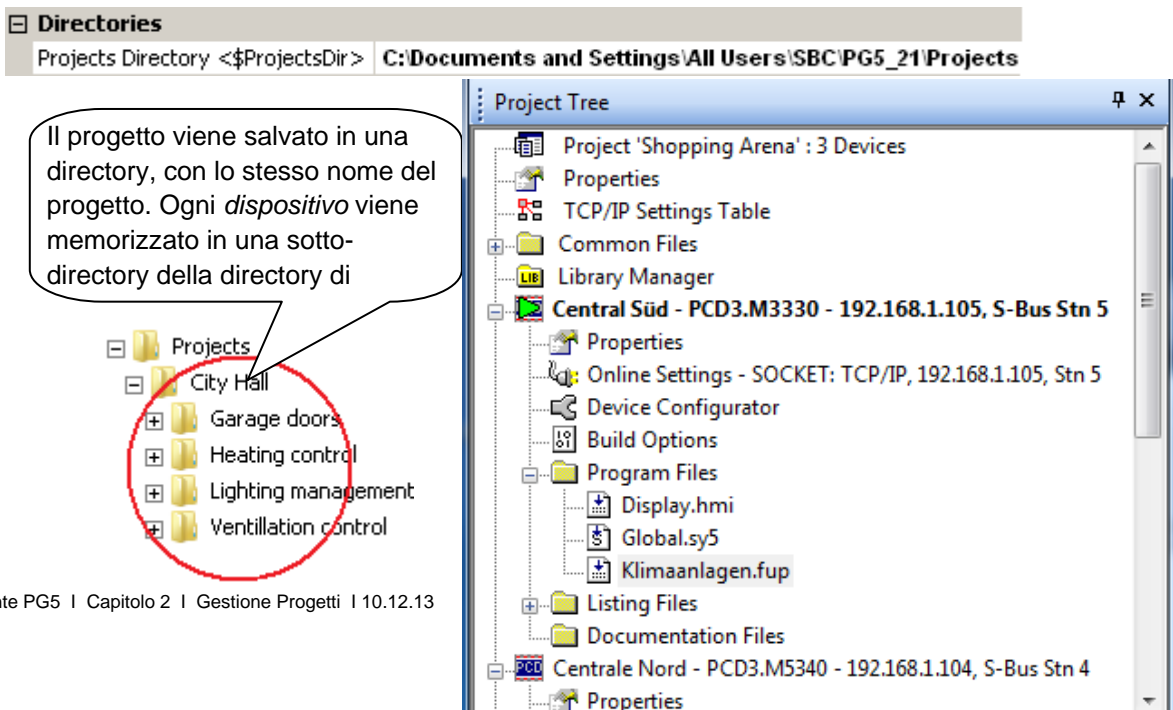 Directories
Projects Directory <$ProjectsDir> C:\Documents and Settings\All Users\SBC\PG5_21\Projects
Il progetto viene salvato in una
directory, con lo stesso nome del
progetto. Ogni dispositivo viene
memorizzato in una sotto-
directory della directory di
Projects
City Hall
Garage doors
Heating control
Lighting management
Ventillation control
nte PG5 I Capitolo 2 I Gestione Progetti I 10.12.13
Project Tree
Project 'Shopping Arena' : 3 Devices
Properties
TCP/IP Settings Table
Common Files
LIB Library Manager
Central Süd - PCD3.M3330 - 192.168.1.105, S-Bus Stn 5
Properties
Online Settings - SOCKET: TCP/IP, 192.168.1.105, Stn 5
Device Configurator
Build Options
Program Files
Display.hmi
Global.sy5
Klimaanlagen.fup
Listing Files
Documentation Files
PCD Centrale Nord - PCD3.M5340 - 192.168.1.104, S-Bus Stn 4
Properties